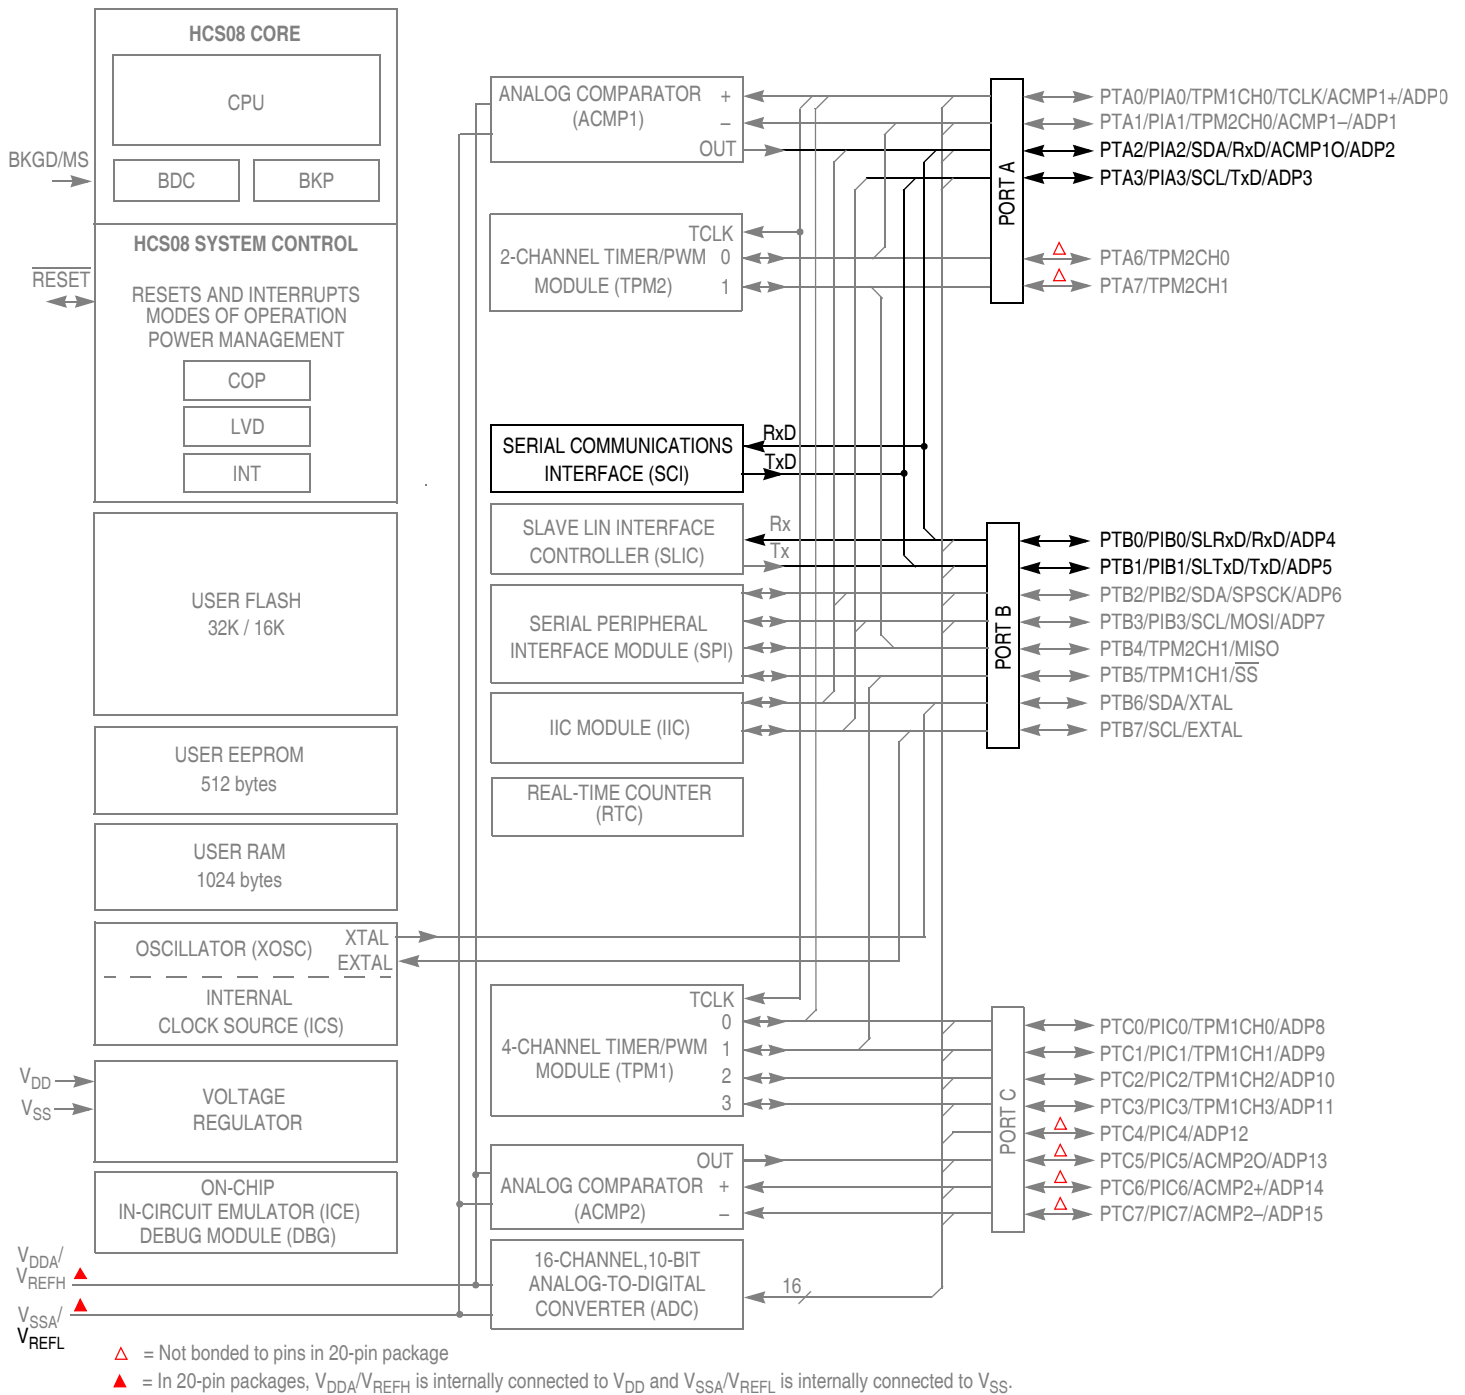 HCS08 CORE
CPU
BKGD/MS
BDC
BKP
HCS08 SYSTEM CONTROL
RESET
RESETS AND INTERRUPTS
MODES OF OPERATION
POWER MANAGEMENT
COP
LVD
INT
USER FLASH
32K / 16K
USER EEPROM
512 bytes
USER RAM
1024 bytes
OSCILLATOR (XOSC)
XTAL
EXTAL
INTERNAL
CLOCK SOURCE (ICS)
VDD
VSS
VOLTAGE
REGULATOR
ON-CHIP
IN-CIRCUIT EMULATOR (ICE)
DEBUG MODULE (DBG)
VDDA/
VREFH
VSSA/
VREFL
ANALOG COMPARATOR
(ACMP1)
+
–
OUT
TCLK
2-CHANNEL TIMER/PWM
MODULE (TPM2)
0
1
SERIAL COMMUNICATIONS
INTERFACE (SCI)
RxD
TxD
SLAVE LIN INTERFACE
CONTROLLER (SLIC)
Rx
Tx
SERIAL PERIPHERAL
INTERFACE MODULE (SPI)
IIC MODULE (IIC)
REAL-TIME COUNTER
(RTC)
TCLK
4-CHANNEL TIMER/PWM
MODULE (TPM1)
0
1
2
3
ANALOG COMPARATOR
(ACMP2)
OUT
+
–
16-CHANNEL,10-BIT
ANALOG-TO-DIGITAL
CONVERTER (ADC)
16
PORT A
PTA0/PIA0/TPM1CH0/TCLK/ACMP1+/ADP0
PTA1/PIA1/TPM2CH0/ACMP1–/ADP1
PTA2/PIA2/SDA/RxD/ACMP1O/ADP2
PTA3/PIA3/SCL/TxD/ADP3
PTA6/TPM2CH0
PTA7/TPM2CH1
PORT B
PTB0/PIB0/SLRxD/RxD/ADP4
PTB1/PIB1/SLTxD/TxD/ADP5
PTB2/PIB2/SDA/SPSCK/ADP6
PTB3/PIB3/SCL/MOSI/ADP7
PTB4/TPM2CH1/MISO
PTB5/TPM1CH1/SS
PTB6/SDA/XTAL
PTB7/SCL/EXTAL
PORT C
PTC0/PIC0/TPM1CH0/ADP8
PTC1/PIC1/TPM1CH1/ADP9
PTC2/PIC2/TPM1CH2/ADP10
PTC3/PIC3/TPM1CH3/ADP11
PTC4/PIC4/ADP12
PTC5/PIC5/ACMP2O/ADP13
PTC6/PIC6/ACMP2+/ADP14
PTC7/PIC7/ACMP2–/ADP15
△ = Not bonded to pins in 20-pin package
▲ = In 20-pin packages, VDDA/VREFH is internally connected to VDD and VSSA/VREFL is internally connected to VSS.